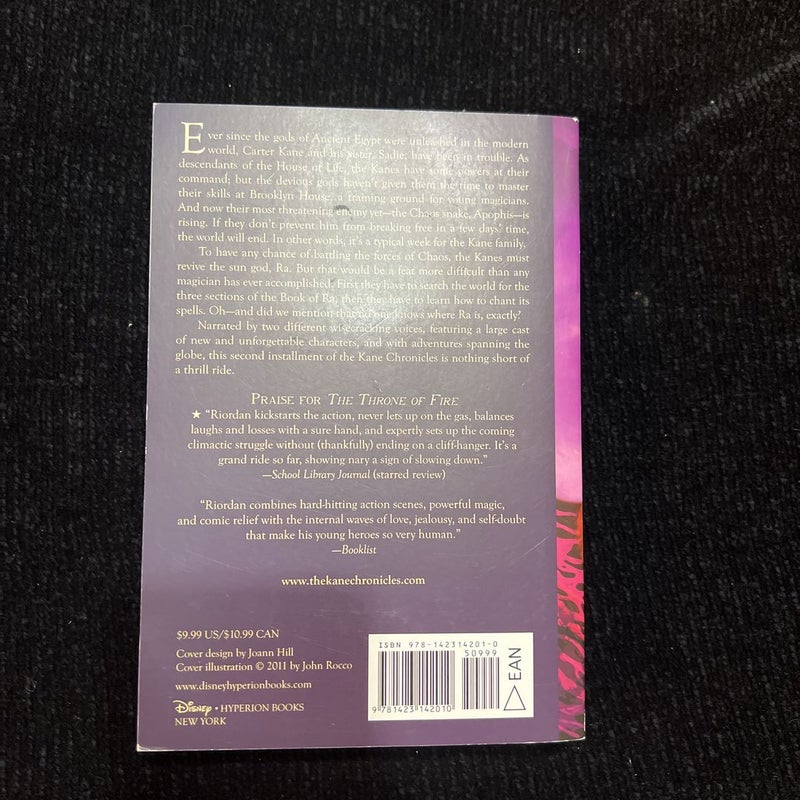 Ever since the gods of Ancient Egypt were unleashed in the modern
world, Carter Kane and his sister, Sadie, have been in trouble. As
descendants of the House of Life, the Kanes have some powers at their
command; but the devious gods haven't given them the time to master
their skills at Brooklyn House, a training ground for young magicians.
And now their most threatening enemy yet—the Chaos snake, Apophis—is
rising. If they don't prevent him from breaking free in a few days' time,
the world will end. In other words, it's a typical week for the Kane family.
To have any chance of battling the forces of Chaos, the Kanes must
revive the sun god, Ra. But that would be a feat more difficult than any
magician has ever accomplished. First they have to search the world for
the three sections of the Book of Ra, then they have to learn how to chant its
spells. Oh—and did we mention that no one knows where Ra is, exactly?
Narrated by two different wisecracking voices, featuring a large cast
of new and unforgettable characters, and with adventures spanning the
globe, this second installment of the Kane Chronicles is nothing short of
a thrill ride.
PRAISE FOR THE THRONE OF FIRE
★ "Riordan kickstarts the action, never lets up on the gas, balances
laughs and losses with a sure hand, and expertly sets up the coming
climactic struggle without (thankfully) ending on a cliff-hanger. It's a
grand ride so far, showing nary a sign of slowing down."
—School Library Journal (starred review)
"Riordan combines hard-hitting action scenes, powerful magic,
and comic relief with the internal waves of love, jealousy, and self-doubt
that make his young heroes so very human."
—Booklist
www.thekanechronicles.com
$9.99 US/$10.99 CAN
Cover design by Joann Hill
Cover illustration © 2011 by John Rocco
www.disneyhyperionbooks.com
Disney • HYPERION BOOKS
NEW YORK
ISBN 978-142314201-0
50999
9 781423 142010
EAN